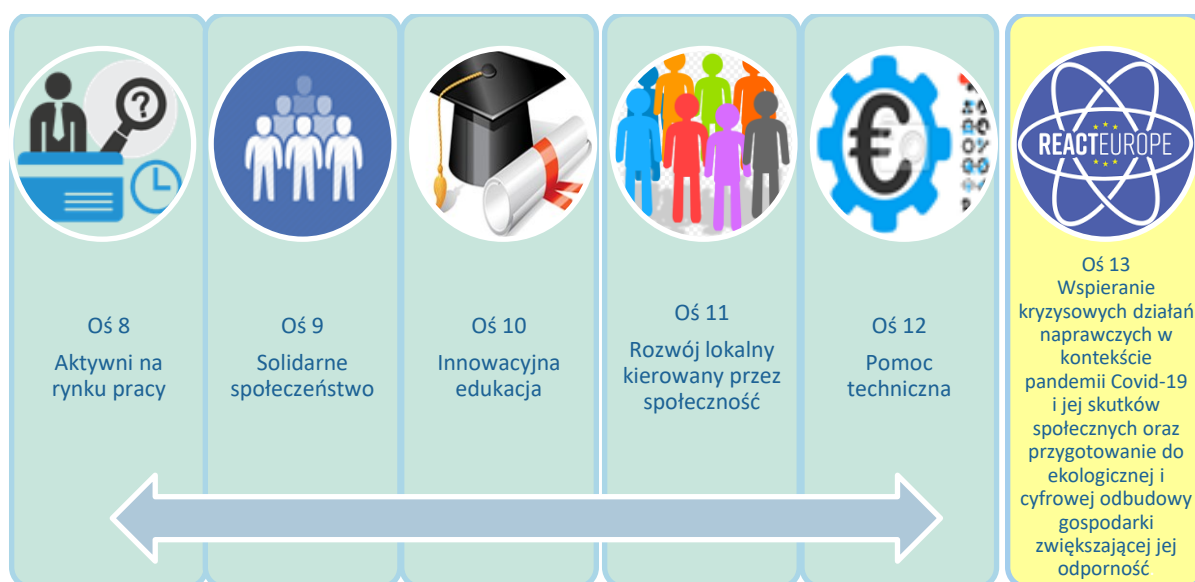 Oś 8
Aktywni na
rynku pracy
Oś 9
Solidarne
społeczeństwo
Oś 10
Innowacyjna
edukacja
Oś 11
Rozwój lokalny
kierowany przez
społeczność
€
Oś 12
Pomoc
techniczna
REACTEUROPE
Oś 13
Wspieranie
kryzysowych działań
naprawczych w
kontekście
pandemii Covid-19
i jej skutków
społecznych oraz
przygotowanie do
ekologicznej i
cyfrowej odbudowy
gospodarki
zwiększającej jej
odporność